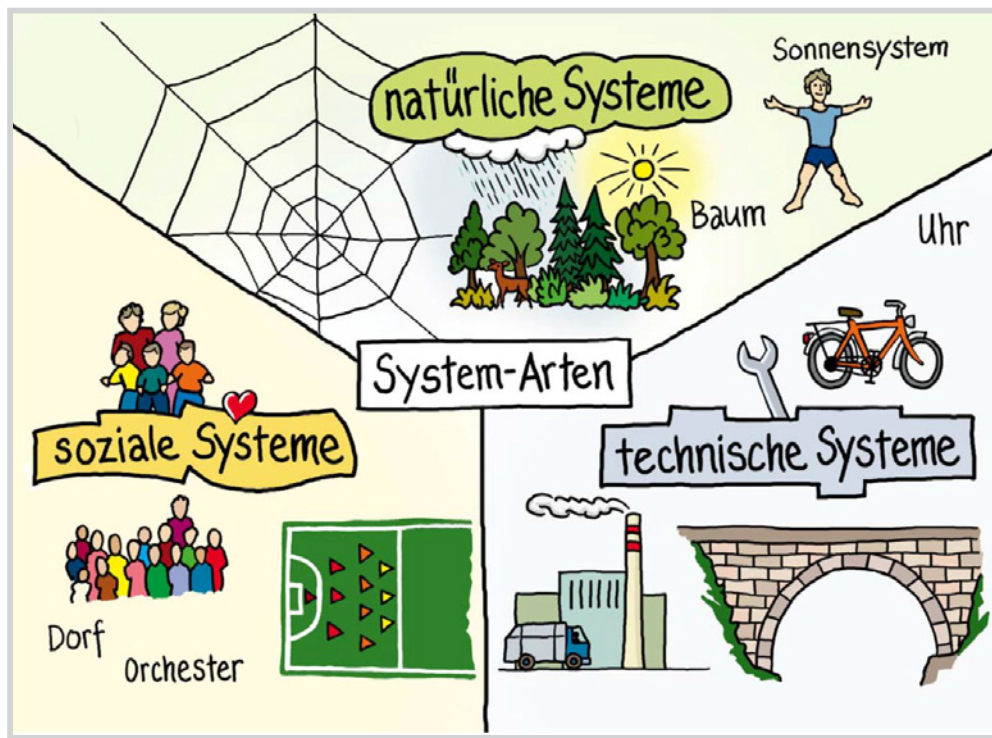 Sonnensystem
natürliche Systeme
Baum
Uhr
System-Arten
soziale Systeme
technische Systeme
Dorf
Orchester